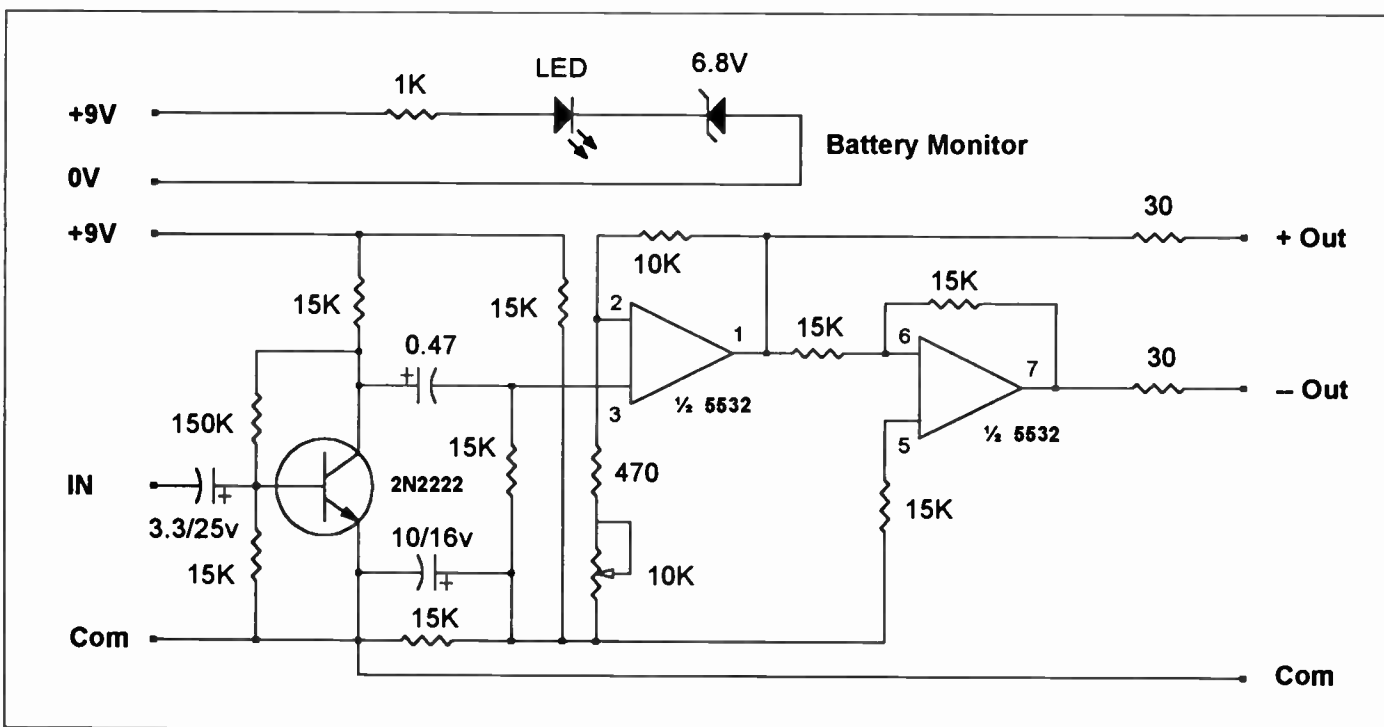 LED
6.8V
1K
+9V
Battery Monitor
0V
+9V
30
+ Out
10K
15K
15K
2
15K
0.47
1
15K
6
+
7
30
– Out
3
½ 5532
5
½ 5532
150K
15K
470
IN
2N2222
15K
+
3.3/25v
10/16v
15K
+
10K
15K
Com
Com